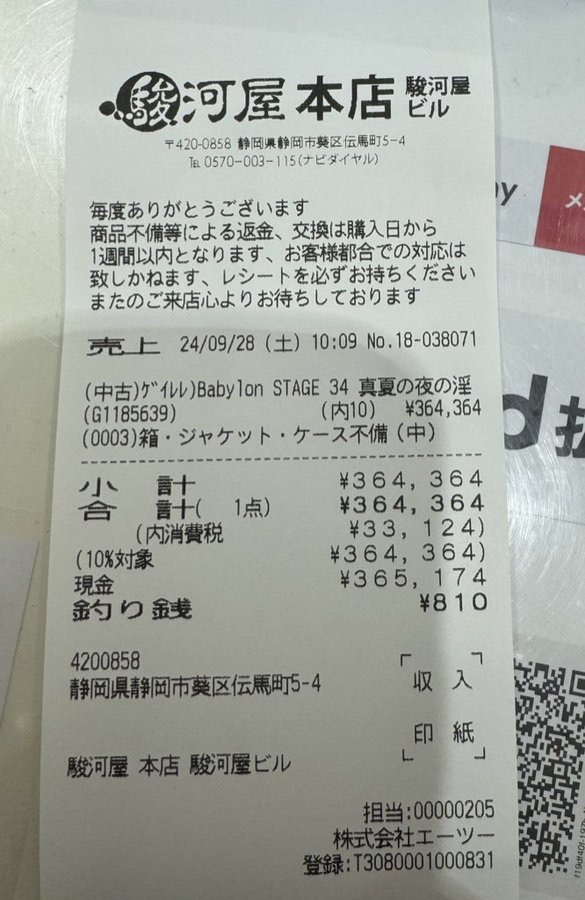 駿河屋 本店 駿河屋ビル
〒420-0858 静岡県静岡市葵区伝馬町5-4
℡ 0570-003-115(ナビダイヤル)
毎度ありがとうございます
商品不備等による返金、交換は購入日から
1週間以内となります、お客様都合での対応は
致しかねます、レシートを必ずお持ちください
またのご来店心よりお待ちしております
売上 24/09/28 (土) 10:09 No.18-038071
(中古)ｹﾞｲﾚﾚ)Babylon STAGE 34 真夏の夜の淫
(G1185639) (内10) ¥364,364
(0003)箱・ジャケット・ケース不備（中）
小 計 ¥364,364
合 計( 1点) ¥364,364
(内消費税 ¥33,124)
(10%対象 ¥364,364)
現金 ¥365,174
釣り銭 ¥810
4200858
静岡県静岡市葵区伝馬町5-4
収入
印紙
駿河屋 本店 駿河屋ビル
担当:00000205
株式会社エーツー
登録:T3080001000831
メ
d払